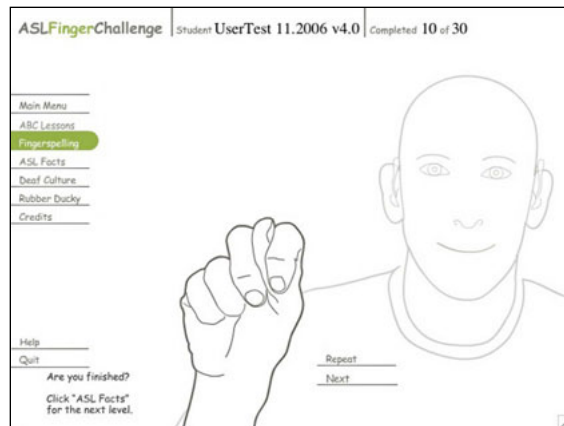 ASLFingerChallenge Student UserTest 11.2006 v4.0 Completed 10 of 30
Main Menu
ABC Lessons
Fingerspelling
ASL Facts
Deaf Culture
Rubber Ducky
Credits
Help
Quit
Are you finished?
Click "ASL Facts"
for the next level.
Repeat
Next